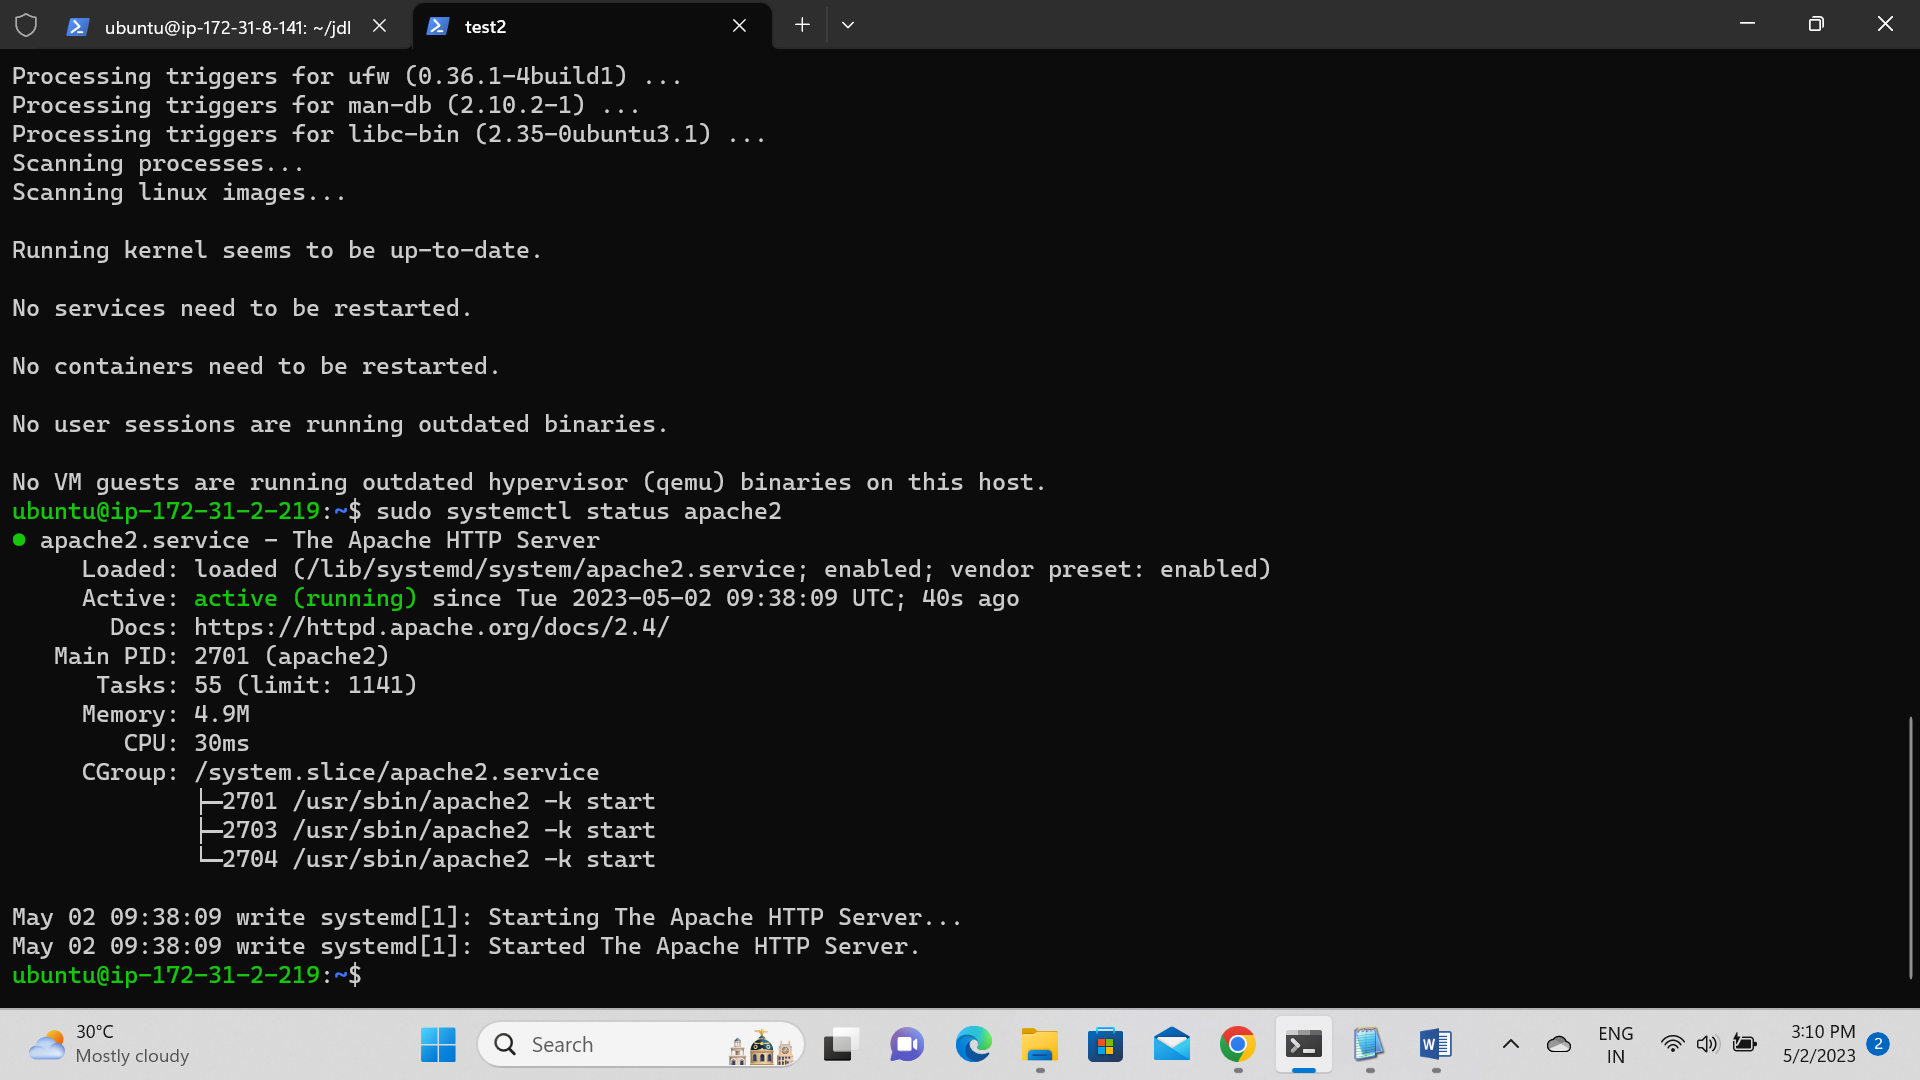 ubuntu@ip-172-31-8-141: ~/jdl
test2
Processing triggers for ufw (0.36.1-4build1) ...
Processing triggers for man-db (2.10.2-1) ...
Processing triggers for libc-bin (2.35-0ubuntu3.1) ...
Scanning processes...
Scanning linux images...
Running kernel seems to be up-to-date.
No services need to be restarted.
No containers need to be restarted.
No user sessions are running outdated binaries.
No VM guests are running outdated hypervisor (qemu) binaries on this host.
ubuntu@ip-172-31-2-219:~$ sudo systemctl status apache2
● apache2.service - The Apache HTTP Server
Loaded: loaded (/lib/systemd/system/apache2.service; enabled; vendor preset: enabled)
Active: active (running) since Tue 2023-05-02 09:38:09 UTC; 40s ago
Docs: https://httpd.apache.org/docs/2.4/
Main PID: 2701 (apache2)
Tasks: 55 (limit: 1141)
Memory: 4.9M
CPU: 30ms
CGroup: /system.slice/apache2.service
├─2701 /usr/sbin/apache2 -k start
├─2703 /usr/sbin/apache2 -k start
└─2704 /usr/sbin/apache2 -k start
May 02 09:38:09 write systemd[1]: Starting The Apache HTTP Server...
May 02 09:38:09 write systemd[1]: Started The Apache HTTP Server.
ubuntu@ip-172-31-2-219:~$
30°C
Mostly cloudy
Search
W
ENG
IN
3:10 PM
5/2/2023
2